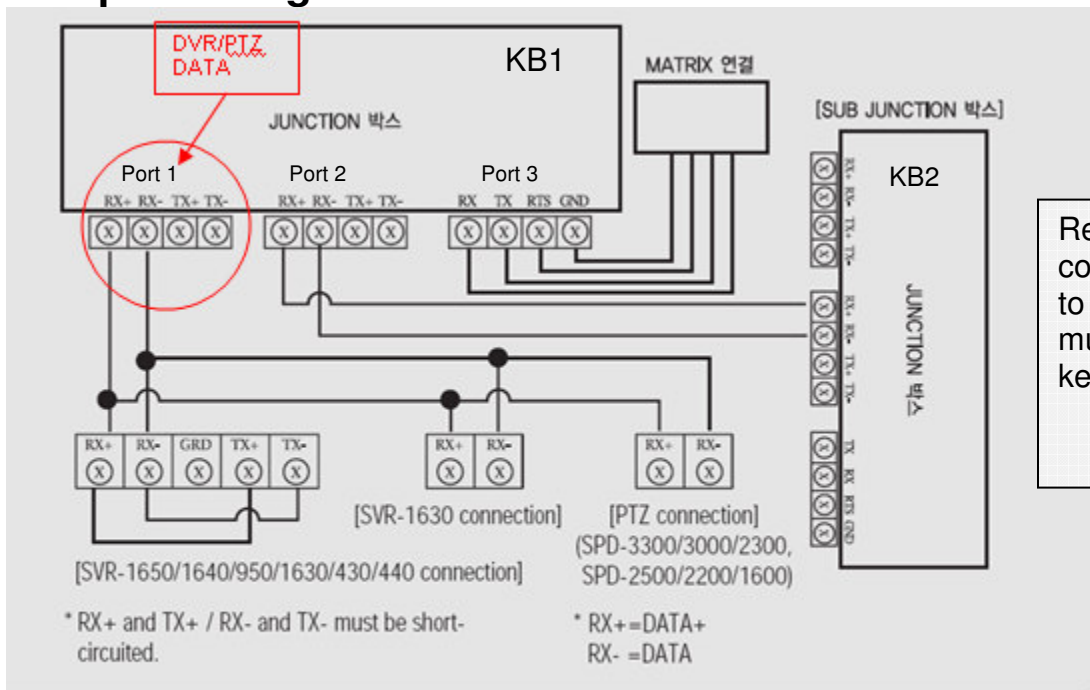 DVR/PTZ
DATA
KB1
MATRIX 연결
JUNCTION 박스
[SUB JUNCTION 박스]
Port 1
Port 2
Port 3
RX+ RX- TX+ TX-
RX+ RX- TX+ TX-
RX TX RTS GND
KB2
RX+
RX-
TX+
TX-
RX+
RX-
TX+
TX-
TX
RX
RTS
GND
JUNCTION 박스
RX+ RX- GRD TX+ TX-
RX+ RX-
RX+ RX-
[SVR-1630 connection]
[PTZ connection]
(SPD-3300/3000/2300,
SPD-2500/2200/1600)
[SVR-1650/1640/950/1630/430/440 connection]
* RX+ and TX+ / RX- and TX- must be short-
circuited.
* RX+=DATA+
RX- =DATA
to